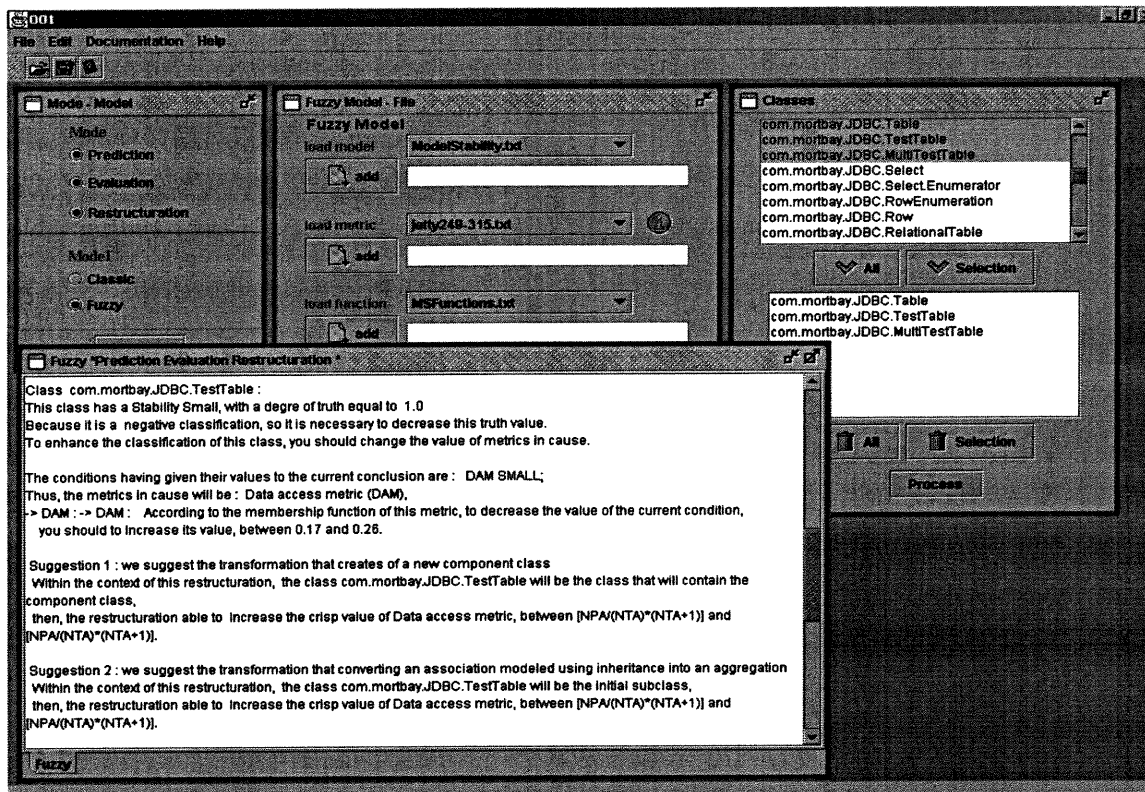 001
File Edit Documentation Help
Mode - Model
Mode
Prediction
Evaluation
Restructuration
Model
Classic
Fuzzy
Fuzzy Model - File
Fuzzy Model
load model ModelStability.txt
add
load metric jetty249-315.txt
add
load function MSFunctions.txt
add
Classes
com.mortbay.JDBC.Table
com.mortbay.JDBC.TestTable
com.mortbay.JDBC.MultiTestTable
com.mortbay.JDBC.Select
com.mortbay.JDBC.Select.Enumerator
com.mortbay.JDBC.RowEnumeration
com.mortbay.JDBC.Row
com.mortbay.JDBC.RelationalTable
All Selection
com.mortbay.JDBC.Table
com.mortbay.JDBC.TestTable
com.mortbay.JDBC.MultiTestTable
All Selection
Process
Fuzzy "Prediction Evaluation Restructuration "
Class com.mortbay.JDBC.TestTable :
This class has a Stability Small, with a degre of truth equal to 1.0
Because it is a negative classification, so it is necessary to decrease this truth value.
To enhance the classification of this class, you should change the value of metrics in cause.
The conditions having given their values to the current conclusion are : DAM SMALL;
Thus, the metrics in cause will be : Data access metric (DAM),
-> DAM : -> DAM : According to the membership function of this metric, to decrease the value of the current condition,
you should to increase its value, between 0.17 and 0.26.
Suggestion 1 : we suggest the transformation that creates of a new component class
Within the context of this restructuration, the class com.mortbay.JDBC.TestTable will be the class that will contain the
component class,
then, the restructuration able to increase the crisp value of Data access metric, between [NPA/(NTA)*(NTA+1)] and
[NPA/(NTA)*(NTA+1)].
Suggestion 2 : we suggest the transformation that converting an association modeled using inheritance into an aggregation
Within the context of this restructuration, the class com.mortbay.JDBC.TestTable will be the initial subclass,
then, the restructuration able to increase the crisp value of Data access metric, between [NPA/(NTA)*(NTA+1)] and
[NPA/(NTA)*(NTA+1)].
Fuzzy